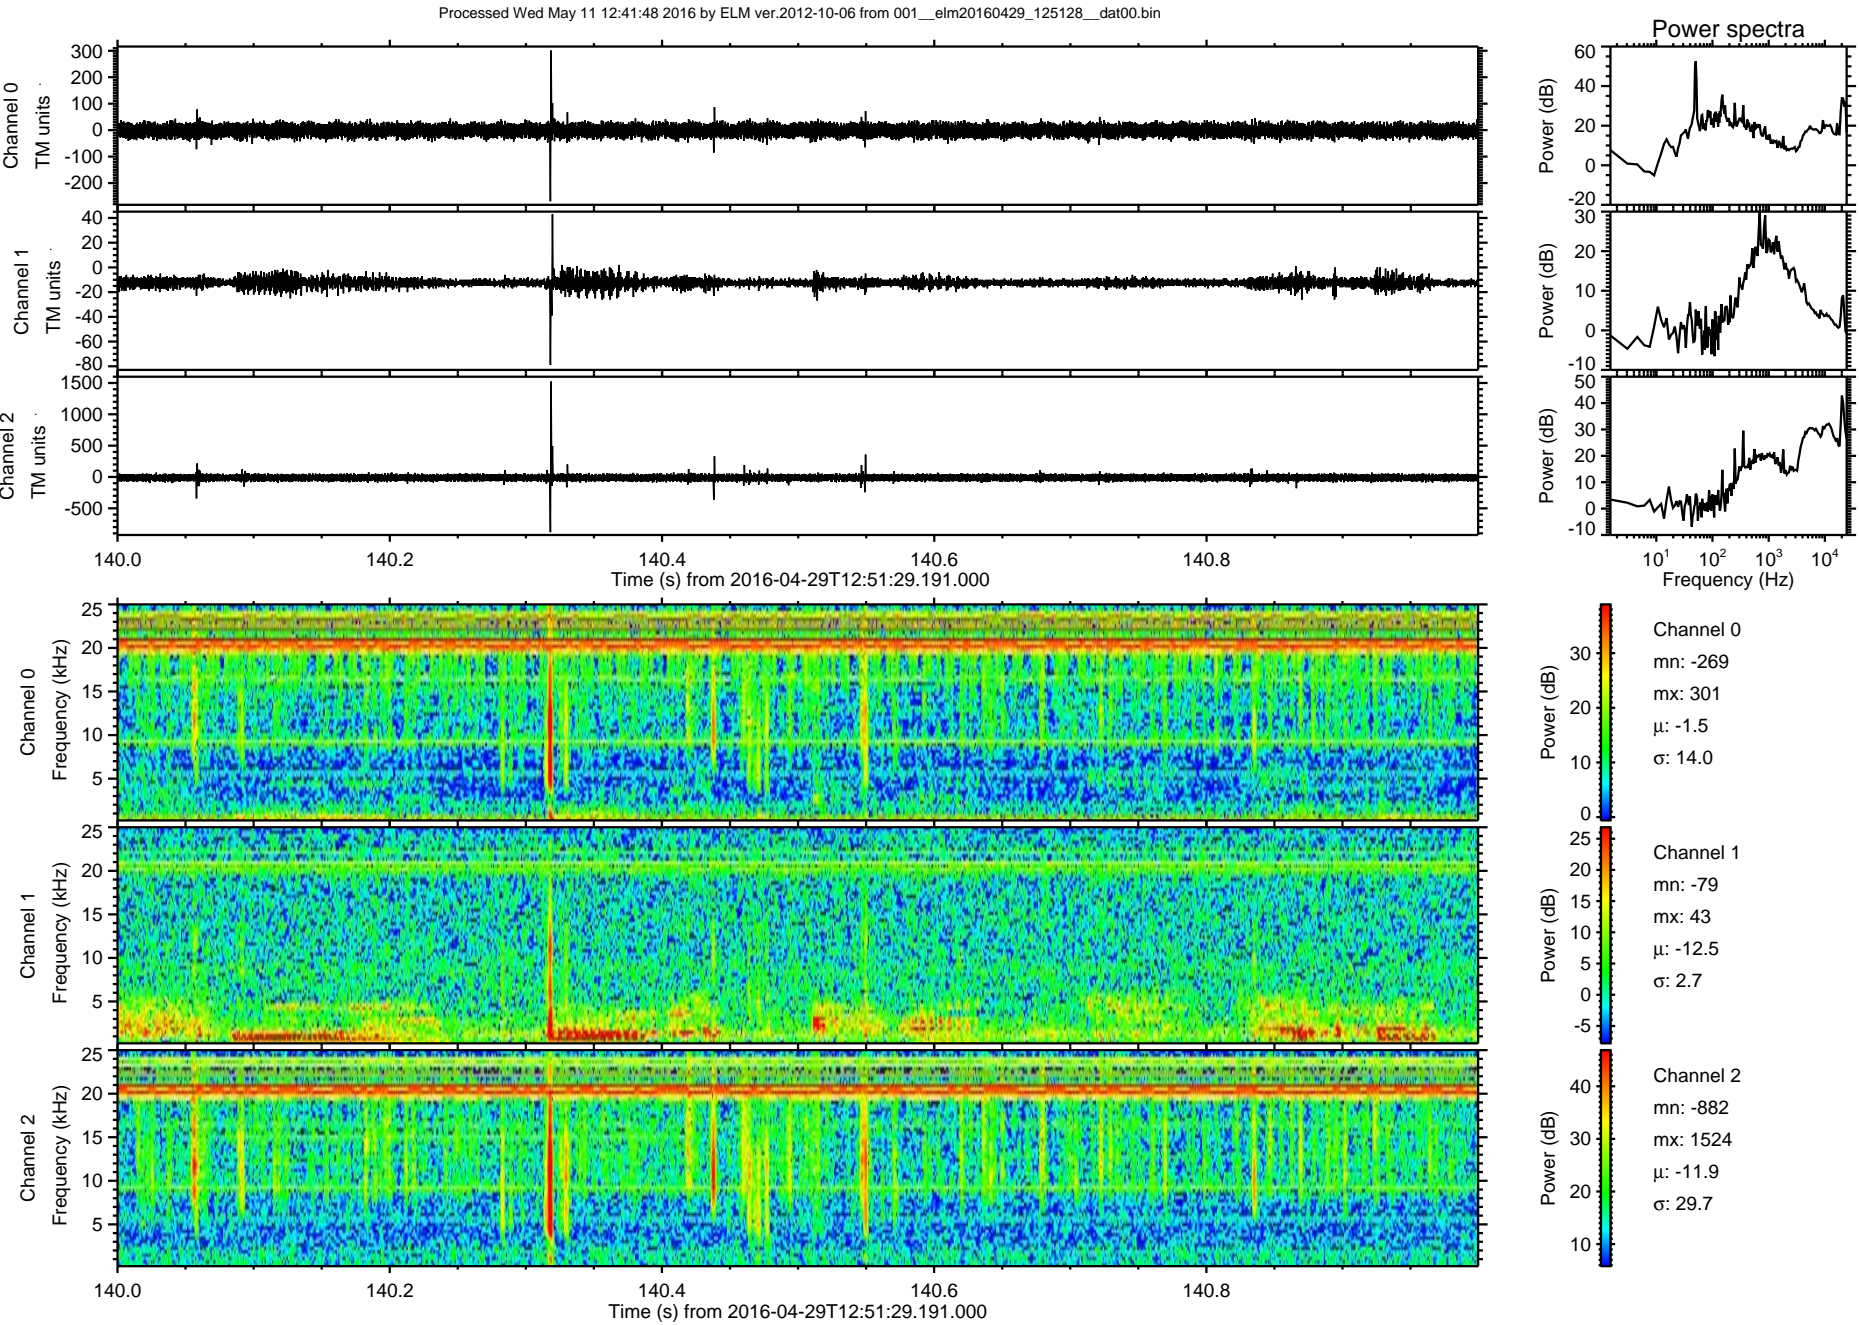 Processed Wed May 11 12:41:48 2016 by ELM ver.2012-10-06 from 001__elm20160429_125128__dat00.bin
Power spectra
Channel 0
TM units
300
200
100
0
-100
-200
Power (dB)
60
40
20
0
-20
Channel 1
TM units
40
20
0
-20
-40
-60
-80
Power (dB)
30
20
10
0
-10
Channel 2
TM units
1500
1000
500
0
-500
Power (dB)
50
40
30
20
10
0
-10
140.0 140.2 140.4 140.6 140.8
Time (s) from 2016-04-29T12:51:29.191.000
10^1 10^2 10^3 10^4
Frequency (Hz)
Channel 0
Frequency (kHz)
25
20
15
10
5
Power (dB)
30
20
10
0
Channel 0
mn: -269
mx: 301
μ: -1.5
σ: 14.0
Channel 1
Frequency (kHz)
25
20
15
10
5
Power (dB)
25
20
15
10
5
0
-5
Channel 1
mn: -79
mx: 43
μ: -12.5
σ: 2.7
Channel 2
Frequency (kHz)
25
20
15
10
5
Power (dB)
40
30
20
10
Channel 2
mn: -882
mx: 1524
μ: -11.9
σ: 29.7
140.0 140.2 140.4 140.6 140.8
Time (s) from 2016-04-29T12:51:29.191.000